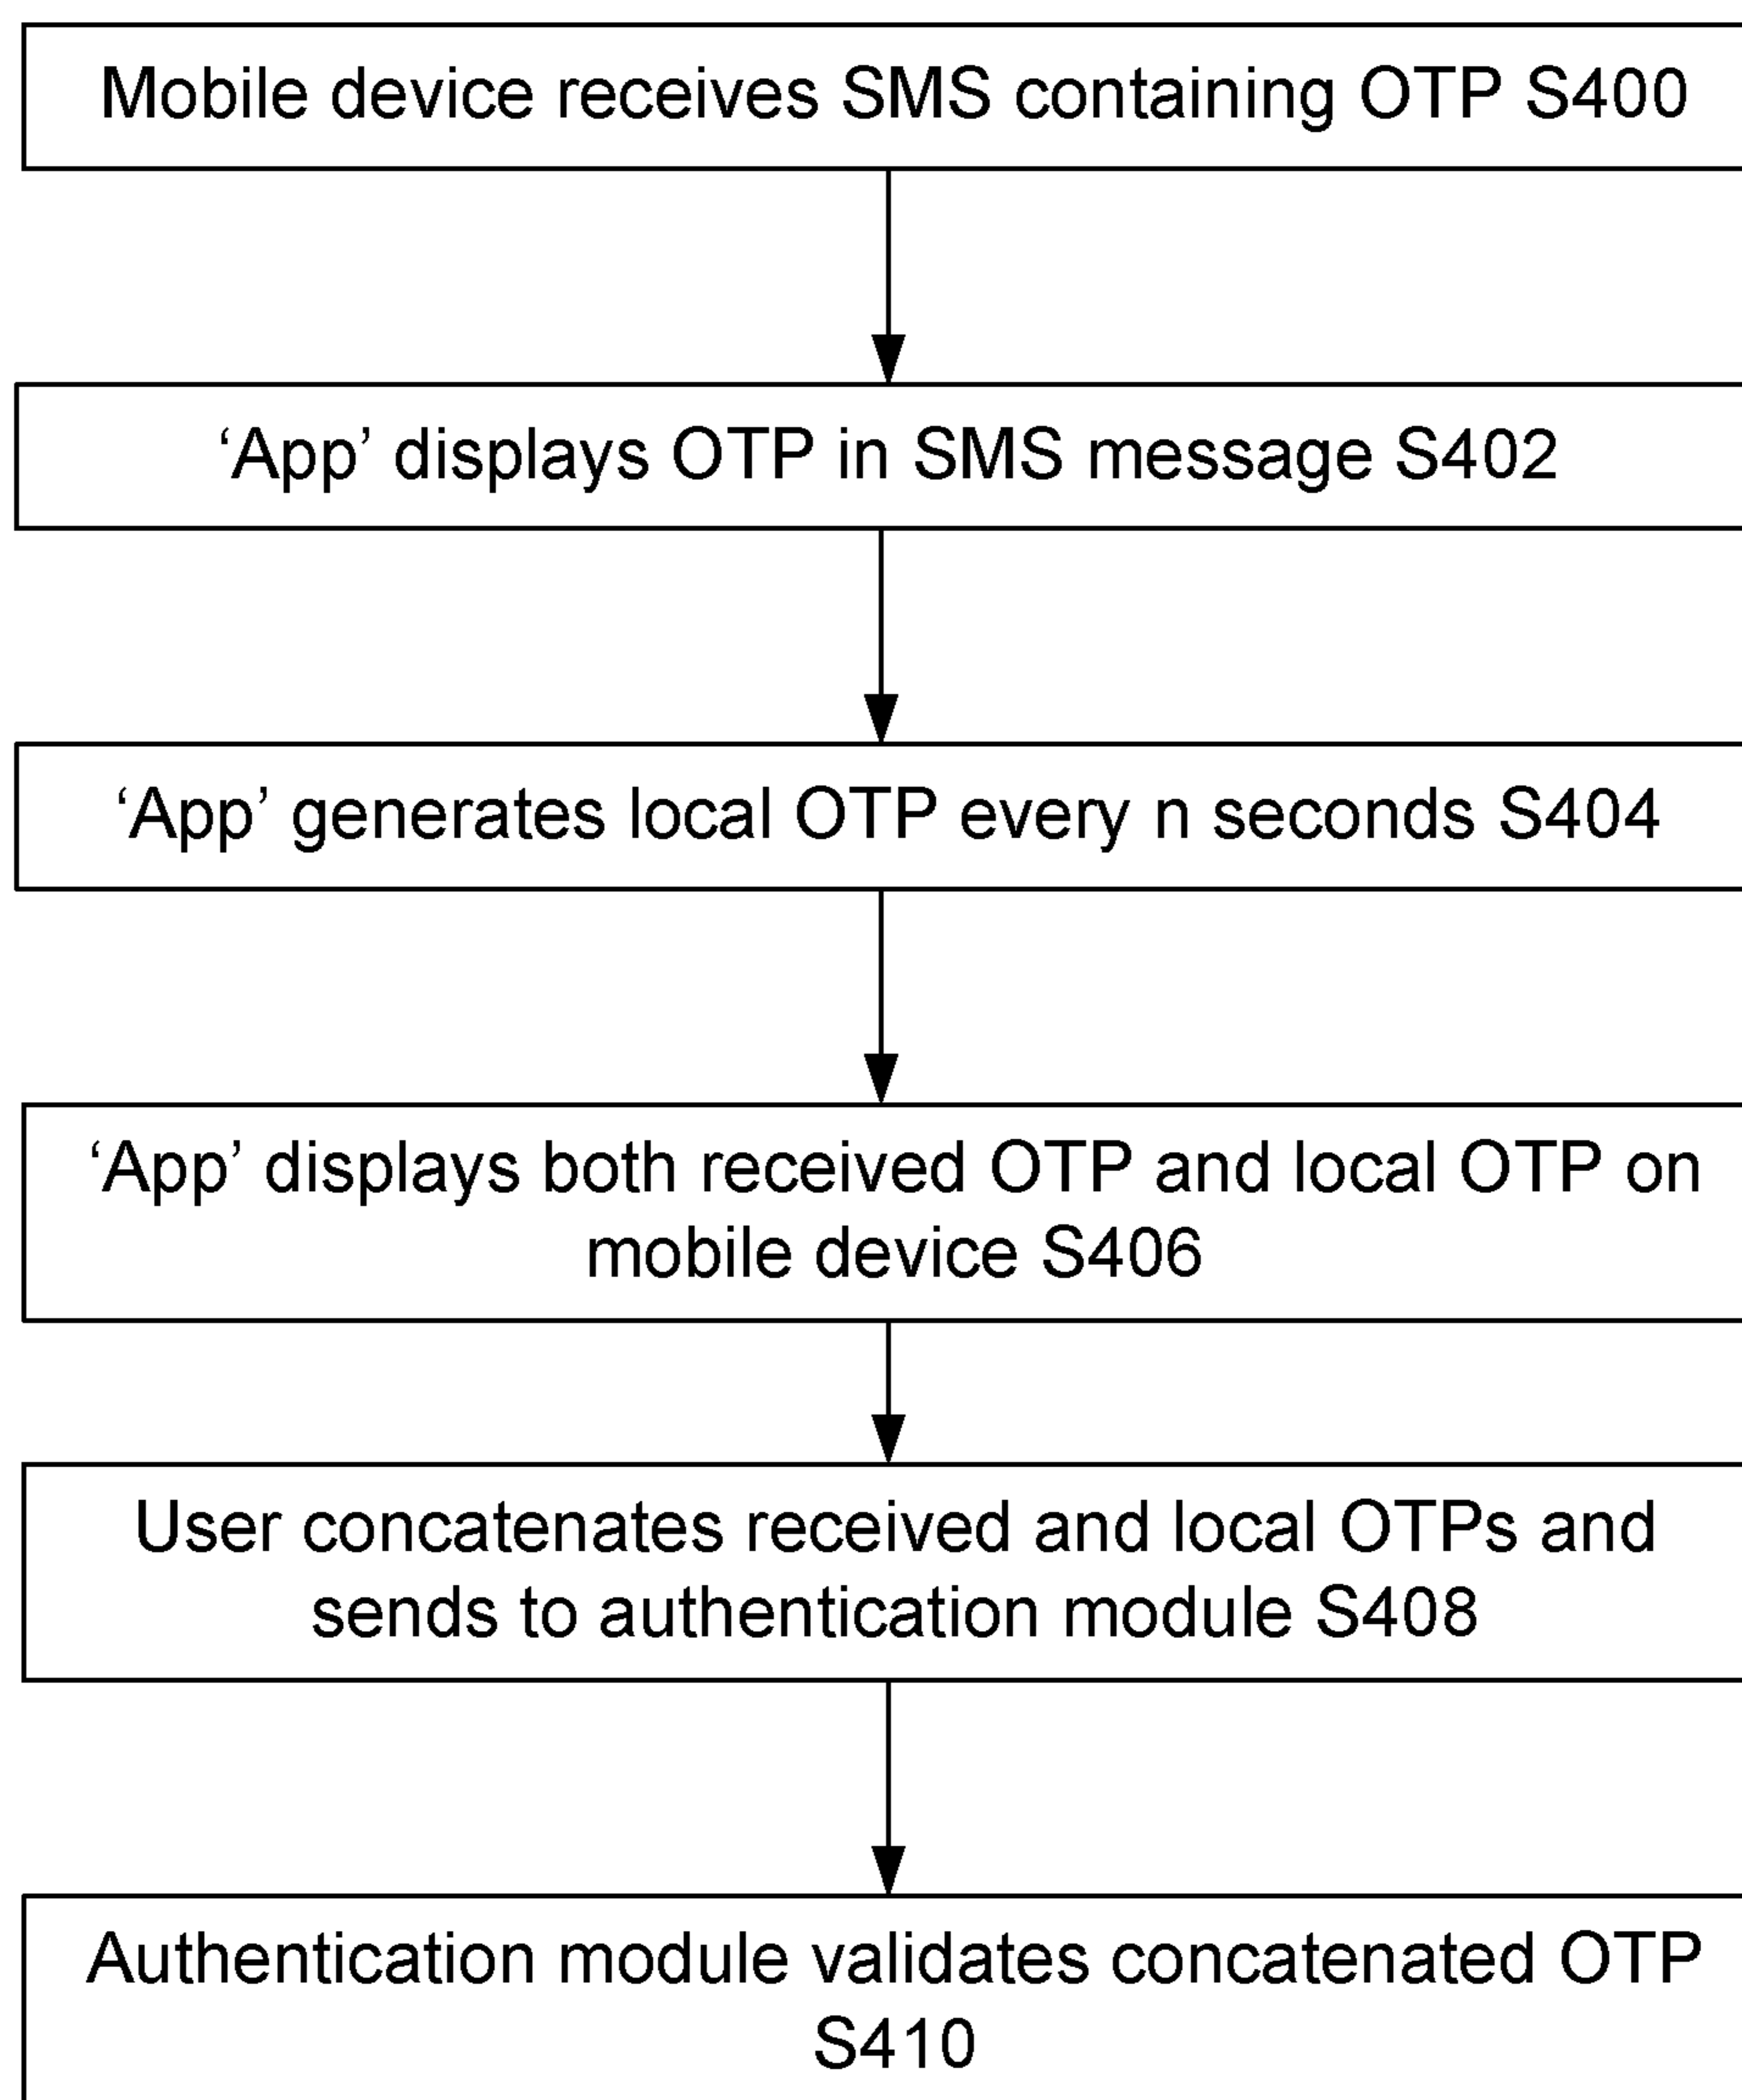 Mobile device receives SMS containing OTP S400
‘App’ displays OTP in SMS message S402
‘App’ generates local OTP every n seconds S404
‘App’ displays both received OTP and local OTP on
mobile device S406
User concatenates received and local OTPs and
sends to authentication module S408
Authentication module validates concatenated OTP
S410